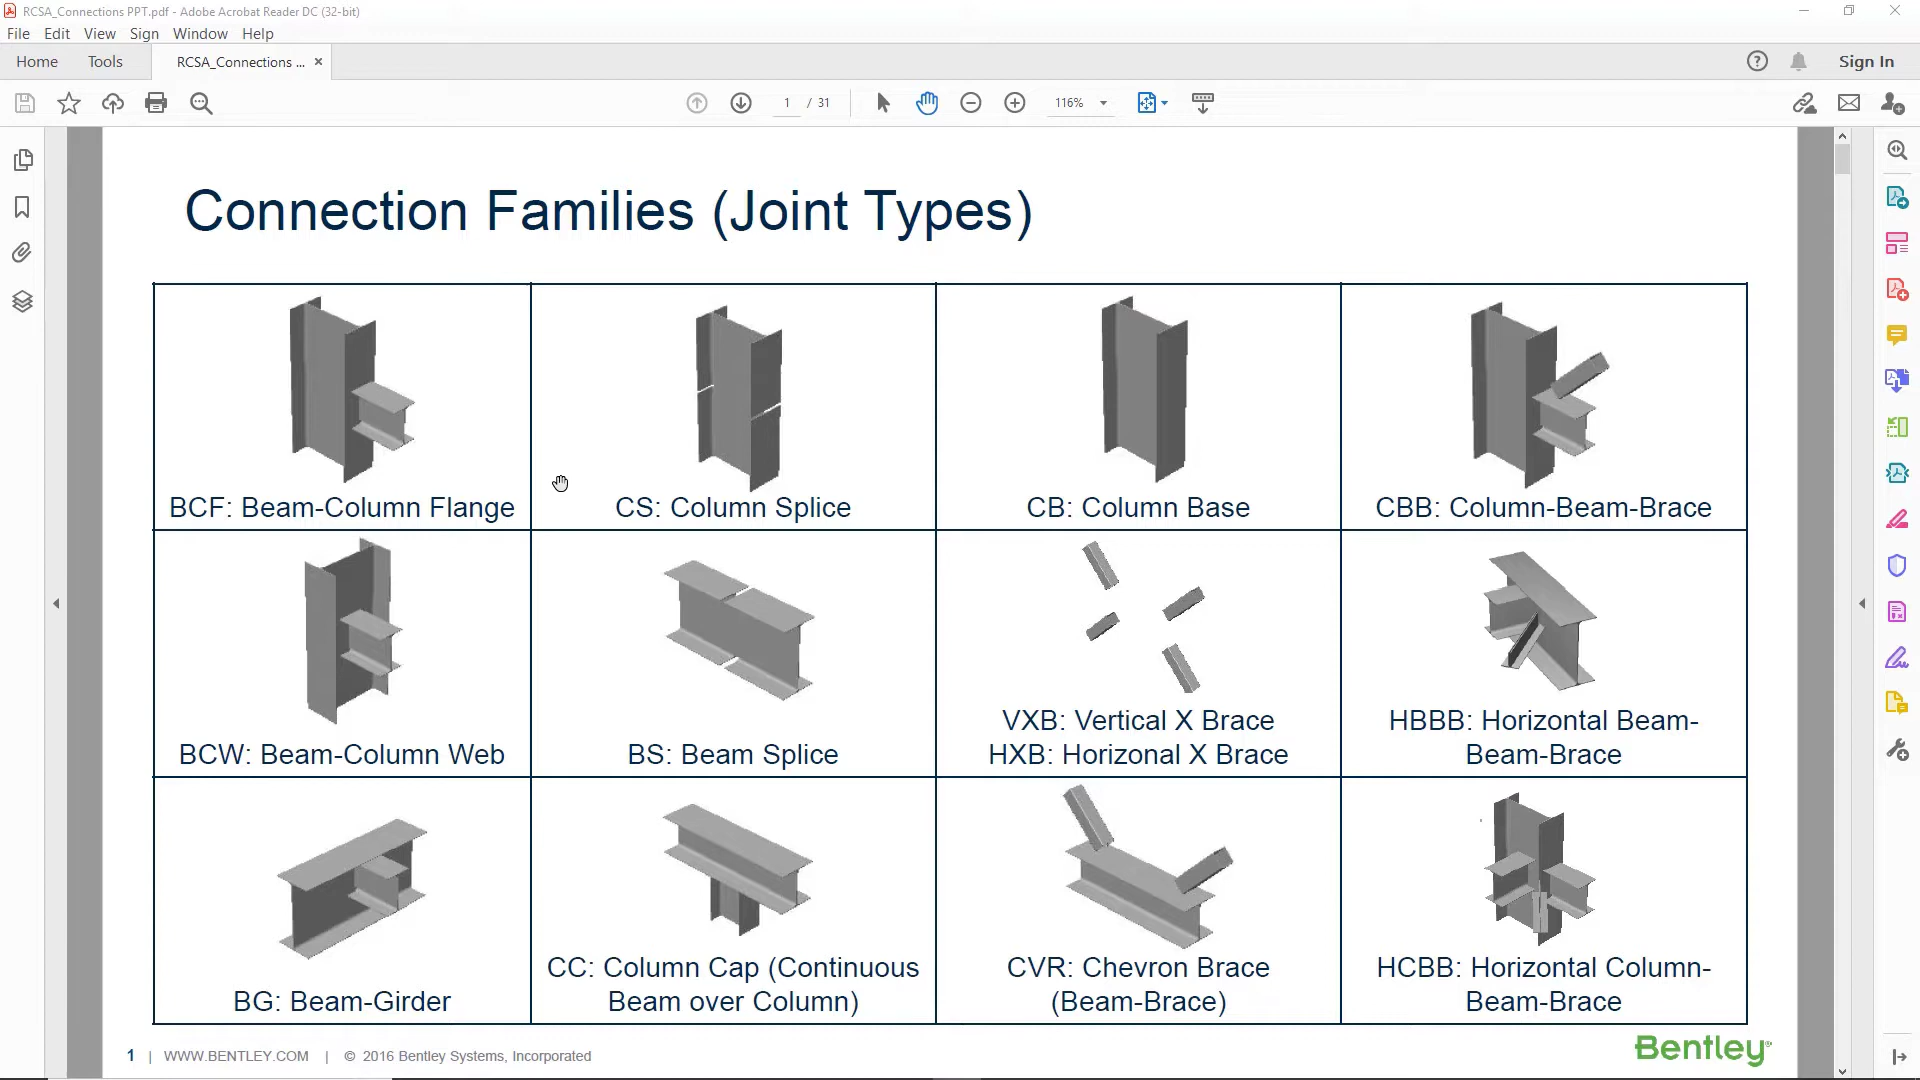 RCSA_Connections PPT.pdf - Adobe Acrobat Reader DC (32-bit)
File Edit View Sign Window Help
Home Tools RCSA_Connections ... × Sign In
1 / 31 116%
Connection Families (Joint Types)
BCF: Beam-Column Flange
CS: Column Splice
CB: Column Base
CBB: Column-Beam-Brace
BCW: Beam-Column Web
BS: Beam Splice
VXB: Vertical X Brace
HXB: Horizonal X Brace
HBBB: Horizontal Beam-
Beam-Brace
BG: Beam-Girder
CC: Column Cap (Continuous
Beam over Column)
CVR: Chevron Brace
(Beam-Brace)
HCBB: Horizontal Column-
Beam-Brace
1 | WWW.BENTLEY.COM | © 2016 Bentley Systems, Incorporated
Bentley®